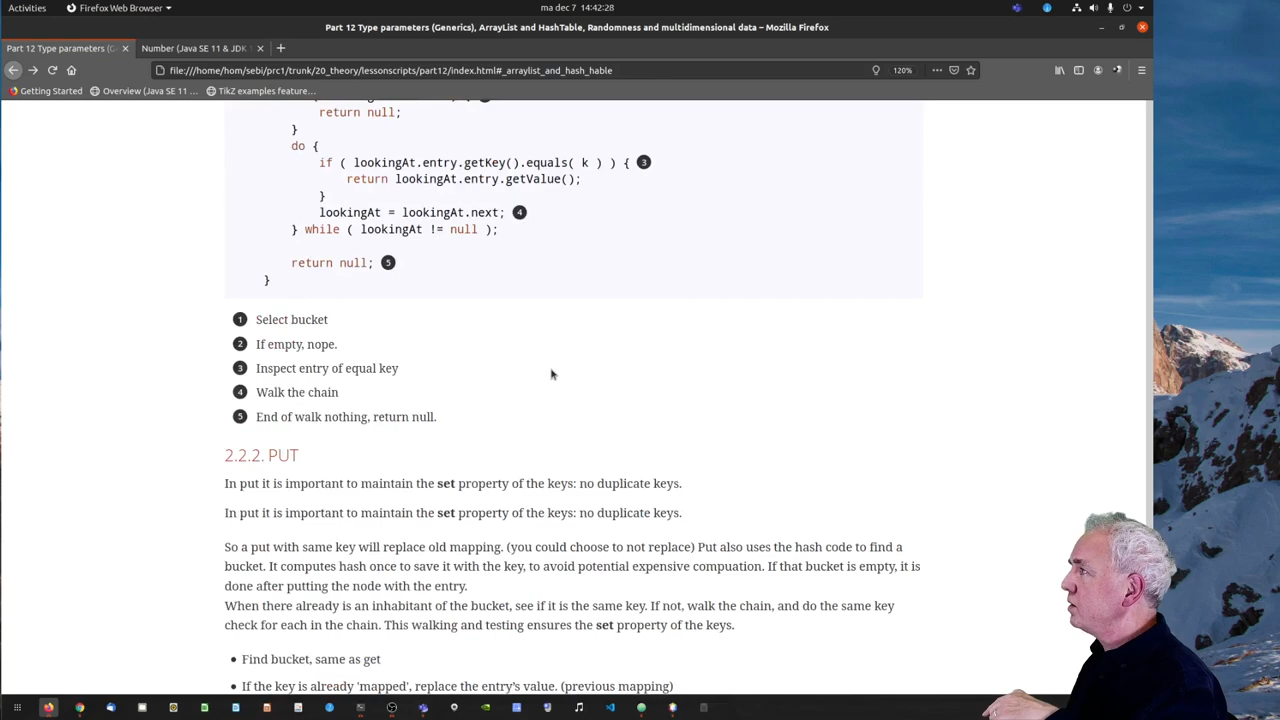 Activities
Firefox Web Browser
ma dec 7 14:42:28
Part 12 Type parameters (Generics), ArrayList and HashTable, Randomness and multidimensional data – Mozilla Firefox
Part 12 Type parameters (G
Number (Java SE 11 & JDK
file:///home/hom/sebi/prc1/trunk/20_theory/lessonscripts/part12/index.html#_arraylist_and_hash_hable
120%
Getting Started
Overview (Java SE 11 …
TikZ examples feature…
return null;
}
do {
if ( lookingAt.entry.getKey().equals( k ) ) { 3
return lookingAt.entry.getValue();
}
lookingAt = lookingAt.next; 4
} while ( lookingAt != null );
return null; 5
}
1 Select bucket
2 If empty, nope.
3 Inspect entry of equal key
4 Walk the chain
5 End of walk nothing, return null.
2.2.2. PUT
In put it is important to maintain the set property of the keys: no duplicate keys.
In put it is important to maintain the set property of the keys: no duplicate keys.
So a put with same key will replace old mapping. (you could choose to not replace) Put also uses the hash code to find a
bucket. It computes hash once to save it with the key, to avoid potential expensive compuation. If that bucket is empty, it is
done after putting the node with the entry.
When there already is an inhabitant of the bucket, see if it is the same key. If not, walk the chain, and do the same key
check for each in the chain. This walking and testing ensures the set property of the keys.
• Find bucket, same as get
• If the key is already 'mapped', replace the entry's value. (previous mapping)